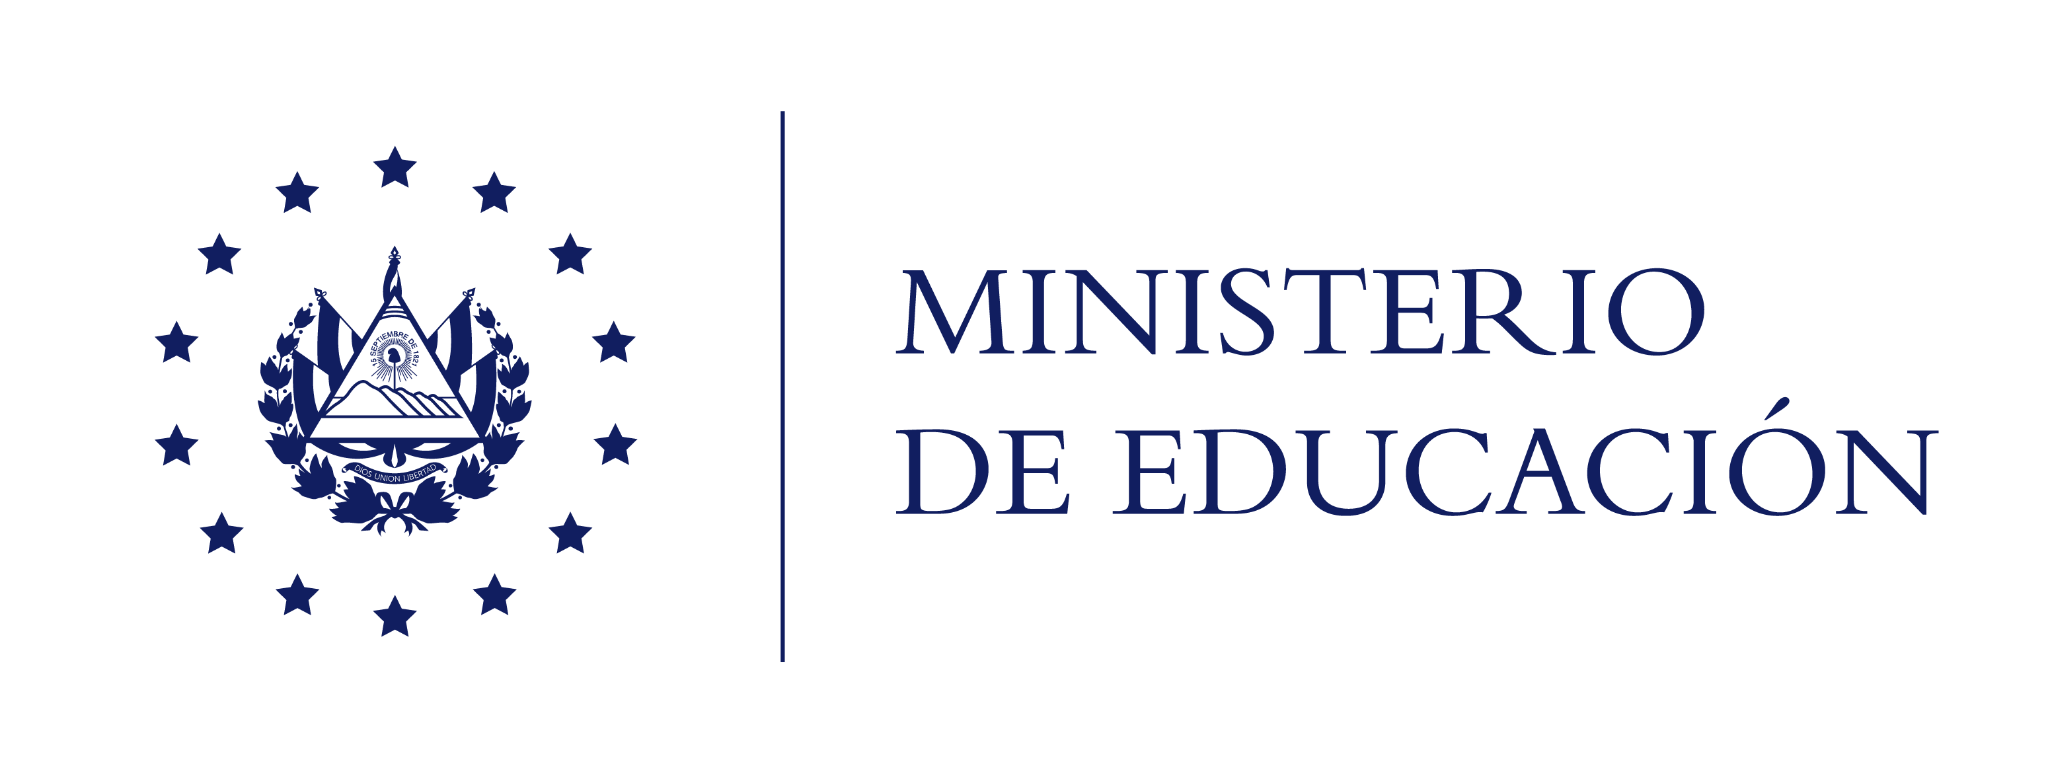 15 SEPTIEMBRE DE 1821
DIOS UNION LIBERTAD
MINISTERIO
DE EDUCACIÓN